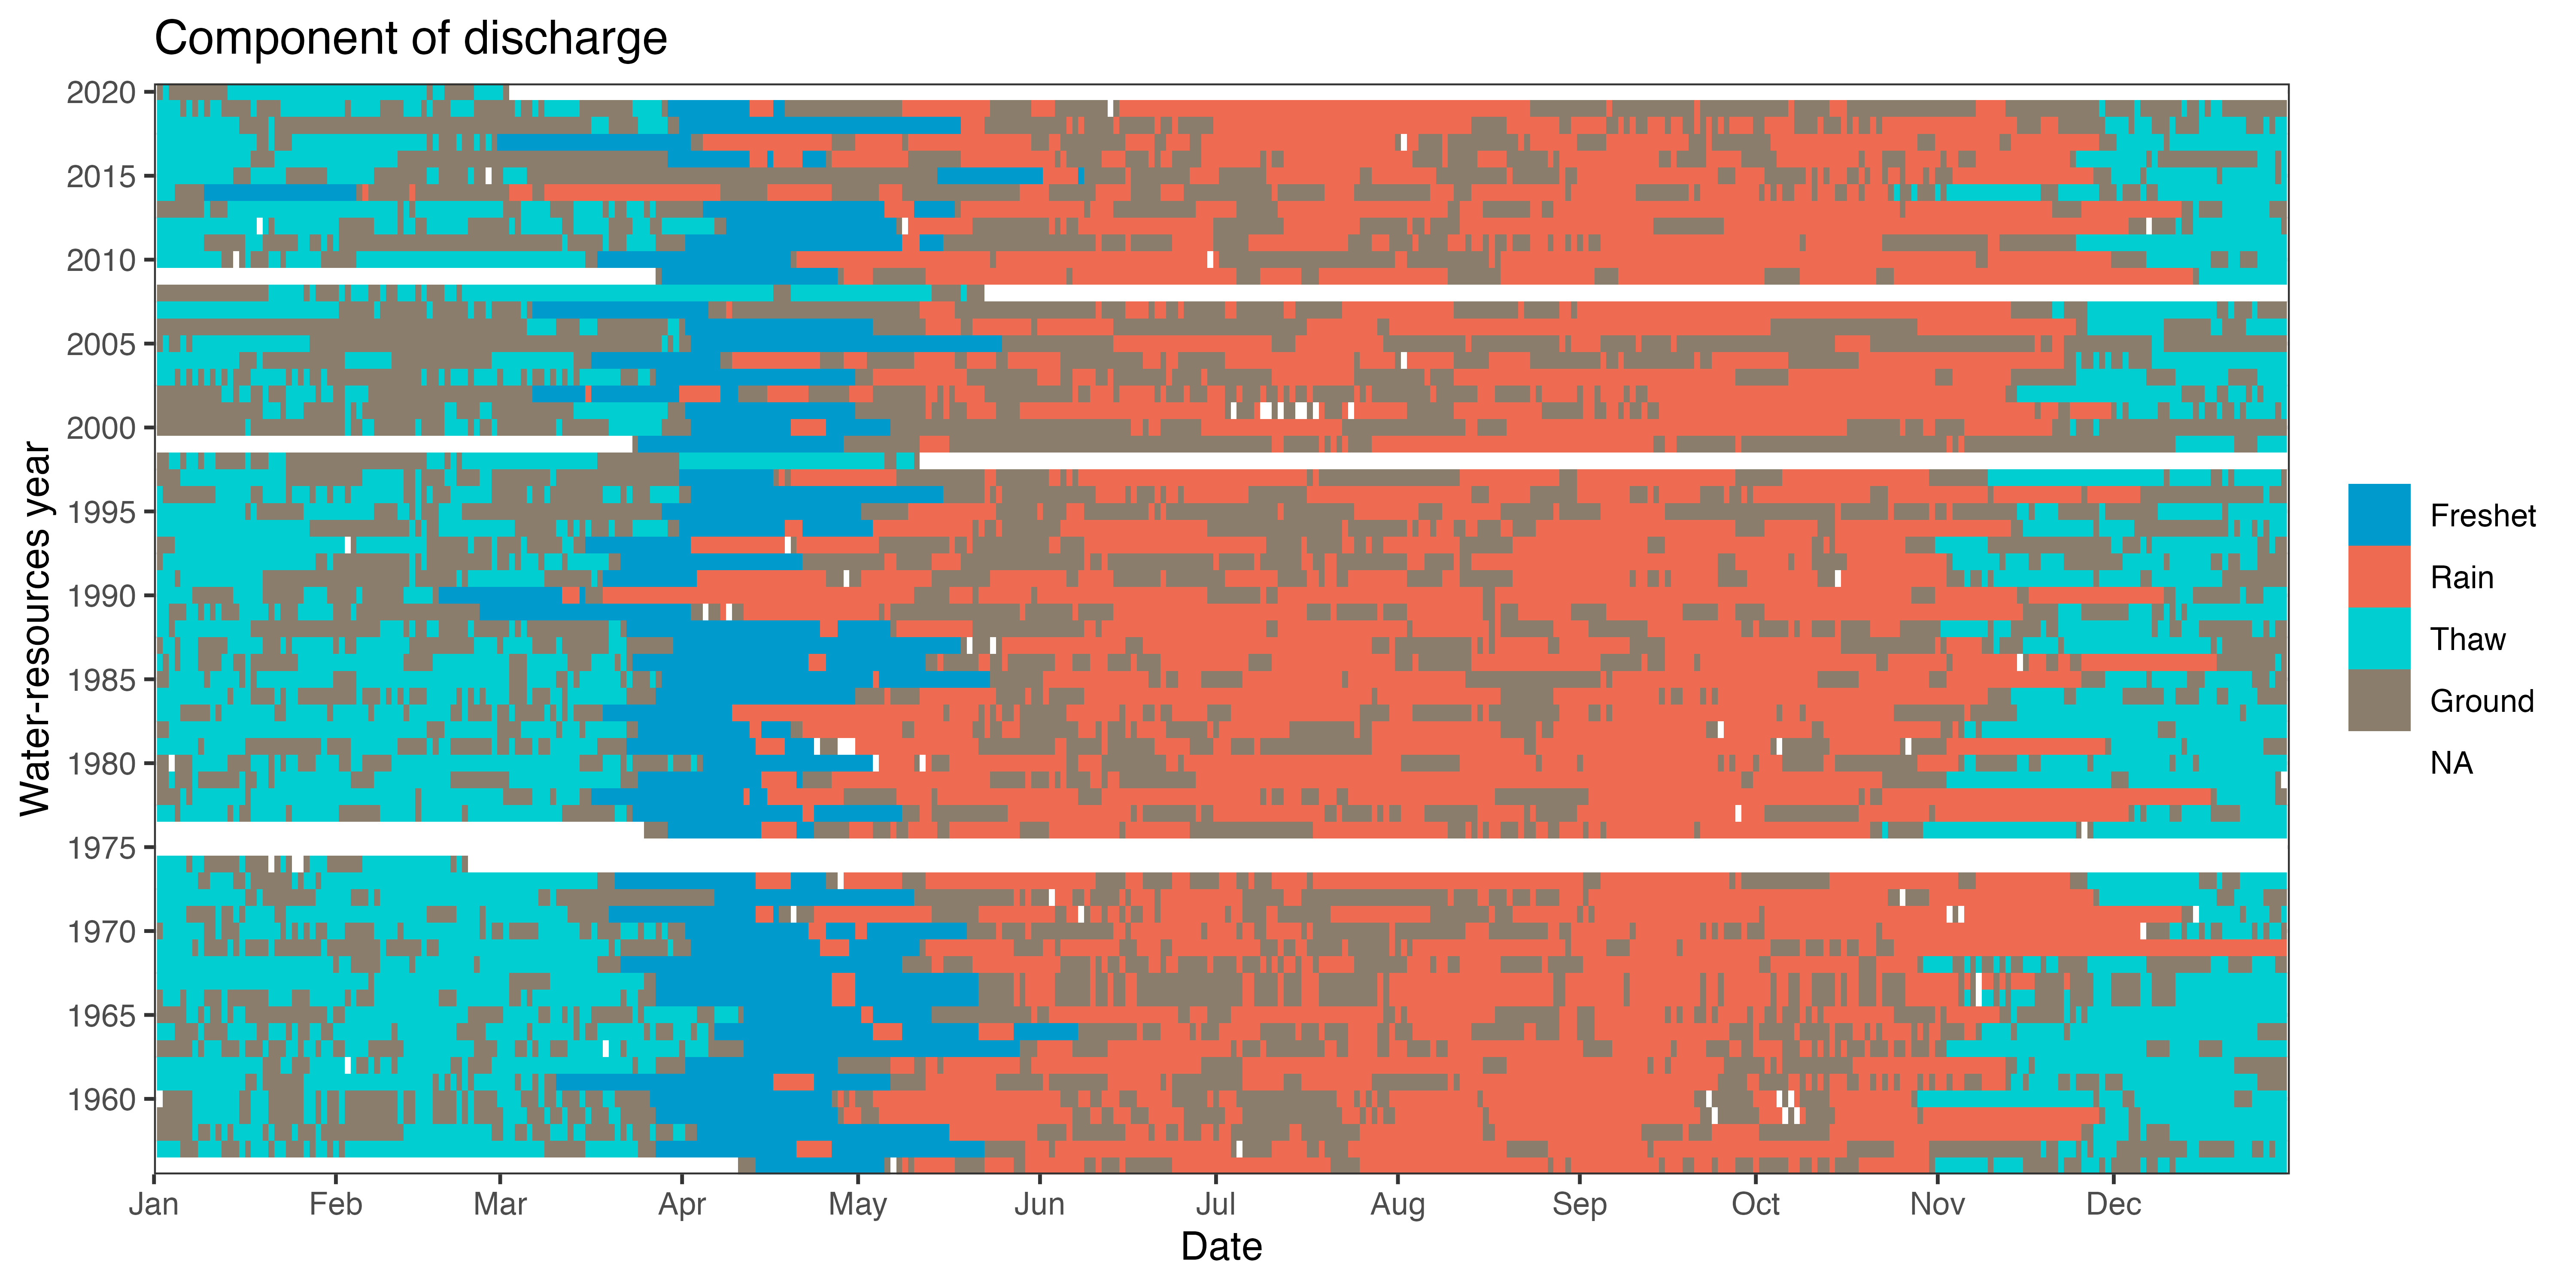 Component of discharge
Water-resources year
2020
2015
2010
2005
2000
1995
1990
1985
1980
1975
1970
1965
1960
Jan Feb Mar Apr May Jun Jul Aug Sep Oct Nov Dec
Date
Freshet
Rain
Thaw
Ground
NA